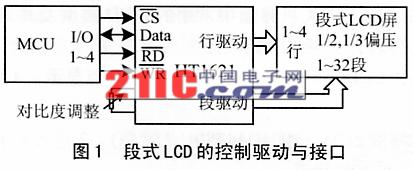 MCU
I/O
1~4
CS
Data
RD
WR
HT1621
行驱动
段驱动
1~4
行
段式LCD屏
1/2,1/3偏压
1~32段
对比度调整
21IC.com
中国电子网
图1 段式LCD的控制驱动与接口